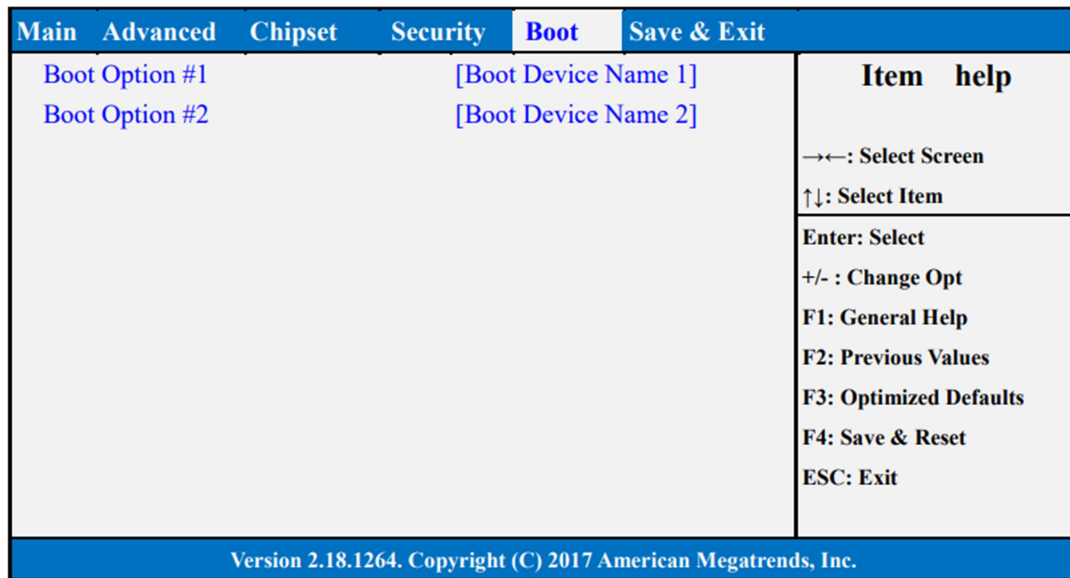 Main Advanced Chipset Security Boot Save & Exit
Boot Option #1 [Boot Device Name 1]
Boot Option #2 [Boot Device Name 2]
Item help
→←: Select Screen
↑↓: Select Item
Enter: Select
+/- : Change Opt
F1: General Help
F2: Previous Values
F3: Optimized Defaults
F4: Save & Reset
ESC: Exit
Version 2.18.1264. Copyright (C) 2017 American Megatrends, Inc.